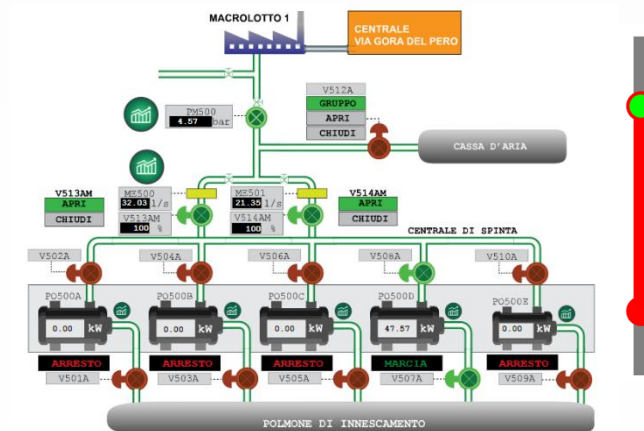 MACROLOTTO 1
CENTRALE
VIA GORA DEL PERO
V512A
GRUPPO
APRI
CHIUDI
PM500
4.57 bar
CASSA D'ARIA
V513AM
APRI
CHIUDI
ME500
32.03 l/s
V513AM
100 %
ME501
21.35 l/s
V514AM
100 %
V514AM
APRI
CHIUDI
CENTRALE DI SPINTA
V502A
V504A
V506A
V508A
V510A
PO500A
PO500B
PO500C
PO500D
PO500E
0.00 kW
0.00 kW
0.00 kW
47.57 kW
0.00 kW
ARRESTO
ARRESTO
ARRESTO
MARCIA
ARRESTO
V501A
V503A
V505A
V507A
V509A
POLMONE DI INNESCAMENTO